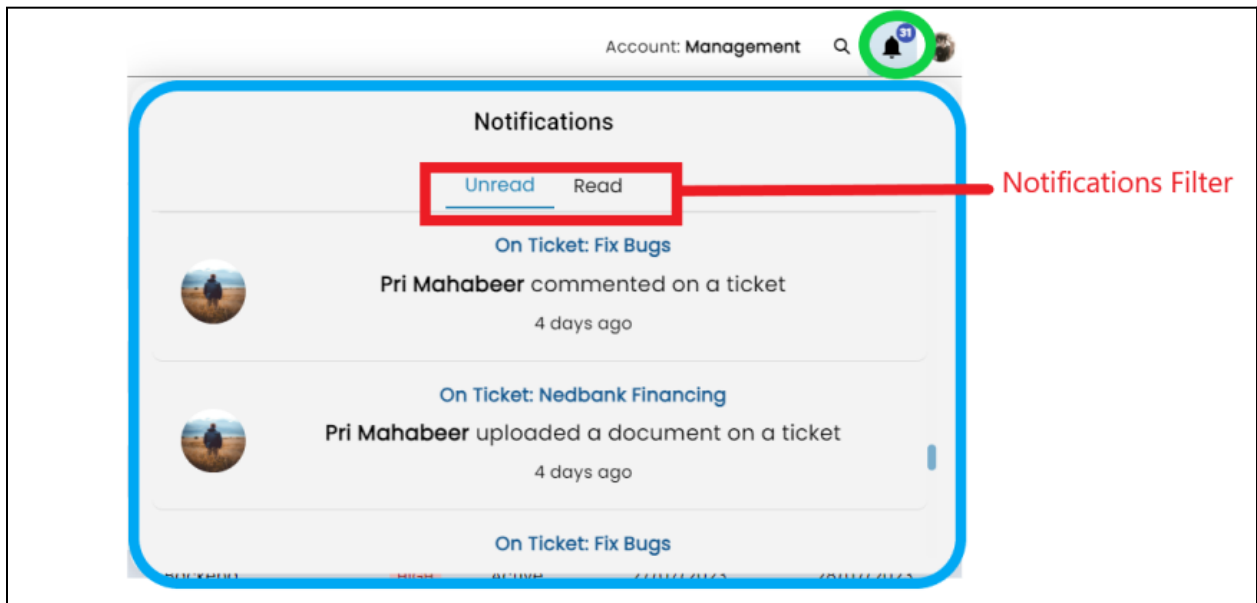 Account: Management
31
Notifications
Unread Read
Notifications Filter
On Ticket: Fix Bugs
Pri Mahabeer commented on a ticket
4 days ago
On Ticket: Nedbank Financing
Pri Mahabeer uploaded a document on a ticket
4 days ago
On Ticket: Fix Bugs